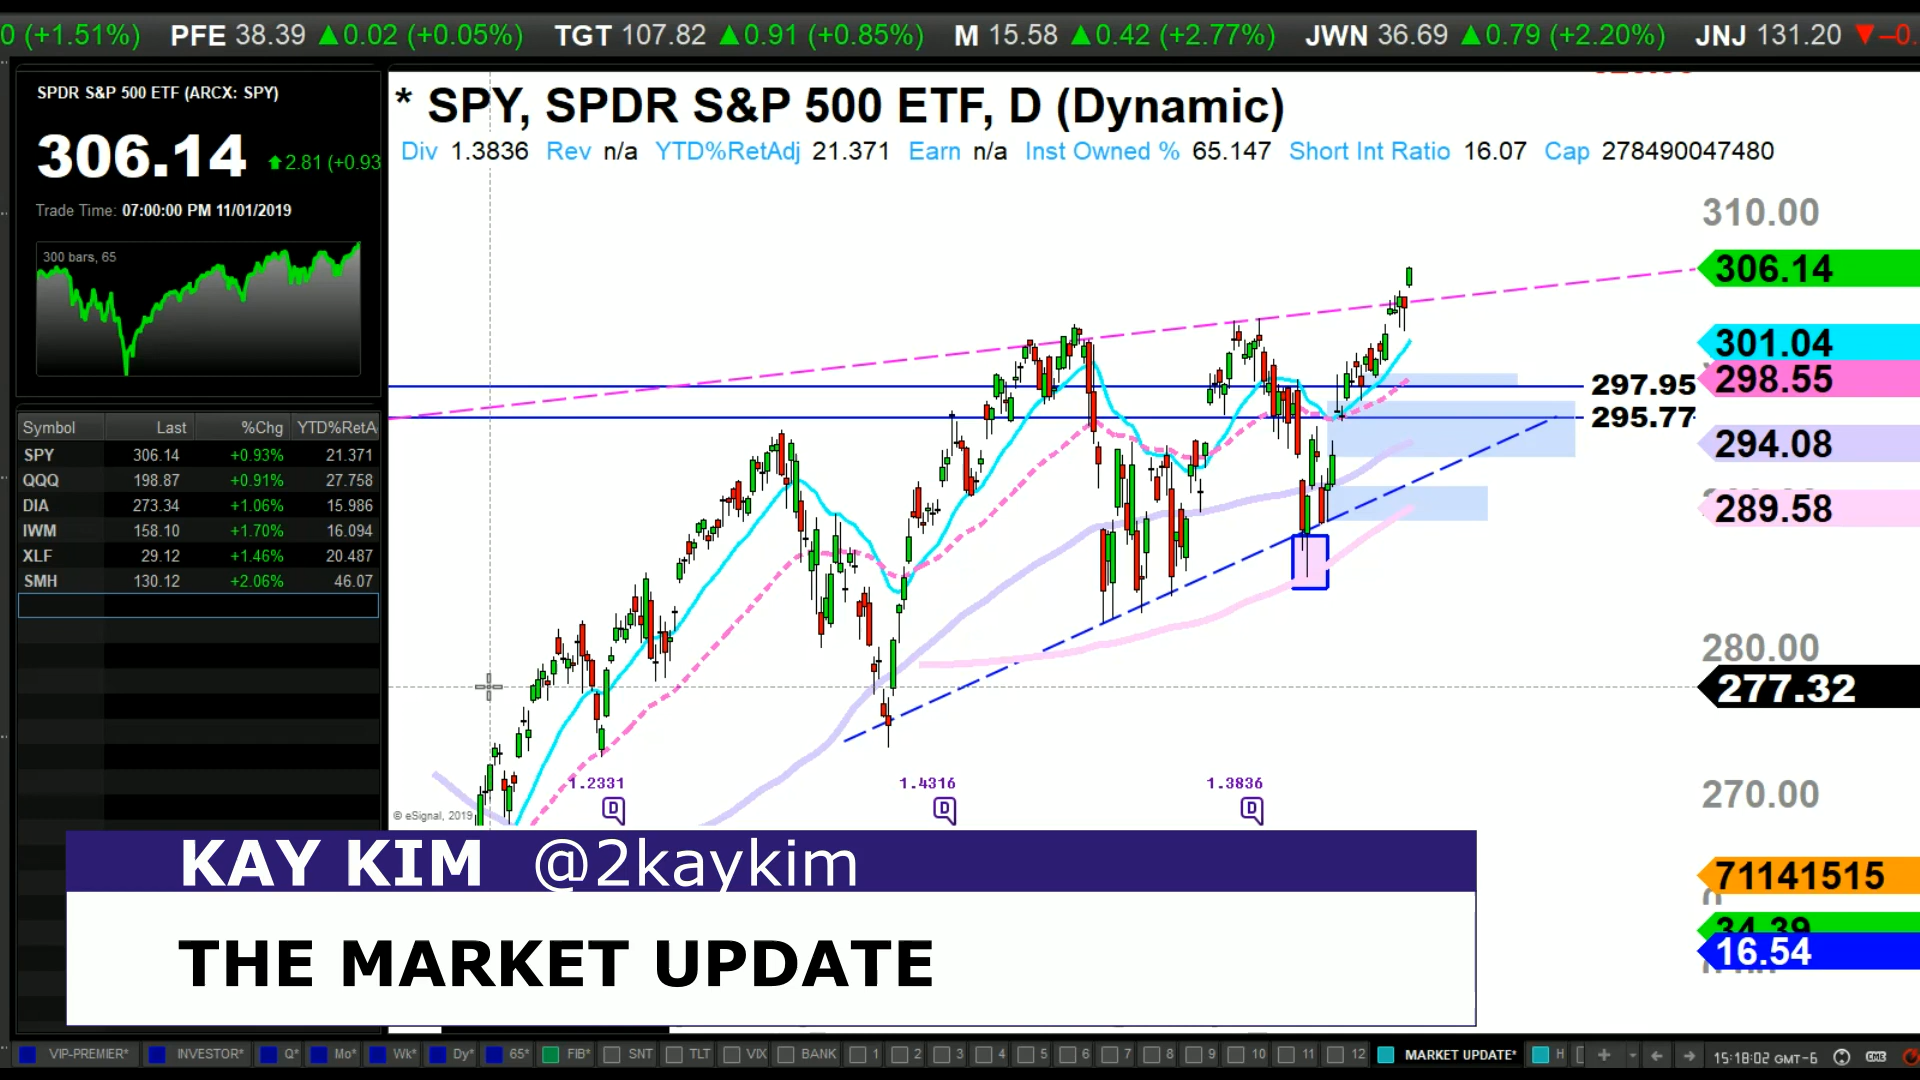 0 (+1.51%) PFE 38.39 ▲0.02 (+0.05%) TGT 107.82 ▲0.91 (+0.85%) M 15.58 ▲0.42 (+2.77%) JWN 36.69 ▲0.79 (+2.20%) JNJ 131.20 ▼–0.
SPDR S&P 500 ETF (ARCX: SPY)
306.14 2.81 (+0.93
Trade Time: 07:00:00 PM 11/01/2019
300 bars, 65
Symbol Last %Chg YTD%RetA
SPY 306.14 +0.93% 21.371
QQQ 198.87 +0.91% 27.758
DIA 273.34 +1.06% 15.986
IWM 158.10 +1.70% 16.094
XLF 29.12 +1.46% 20.487
SMH 130.12 +2.06% 46.07
* SPY, SPDR S&P 500 ETF, D (Dynamic)
Div 1.3836 Rev n/a YTD%RetAdj 21.371 Earn n/a Inst Owned % 65.147 Short Int Ratio 16.07 Cap 278490047480
310.00
306.14
301.04
298.55
297.95
295.77
294.08
289.58
280.00
277.32
270.00
1.2331 1.4316 1.3836
D D D
© eSignal, 2019
71141515
34.39
16.54
KAY KIM @2kaykim
THE MARKET UPDATE
VIP-PREMIER* INVESTOR* Q* Mo* Wk* Dy* 65* FIB* SNT TLT VIX BANK 1 2 3 4 5 6 7 8 9 10 11 12 MARKET UPDATE* H 15:18:02 GMT-6 CME